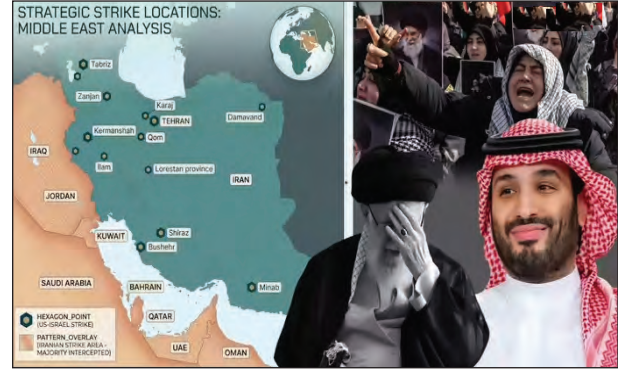 STRATEGIC STRIKE LOCATIONS:
MIDDLE EAST ANALYSIS
Tabriz
Zanjan
Karaj
TEHRAN
Damavand
Kermanshah
Qom
IRAQ
Ilam
Lorestan province
IRAN
JORDAN
KUWAIT
Shiraz
Bushehr
SAUDI ARABIA
BAHRAIN
Minab
QATAR
UAE
OMAN
HEXAGON_POINT
(US-ISRAEL STRIKE)
PATTERN_OVERLAY
(IRANIAN STRIKE AREA -
MAJORITY INTERCEPTED)